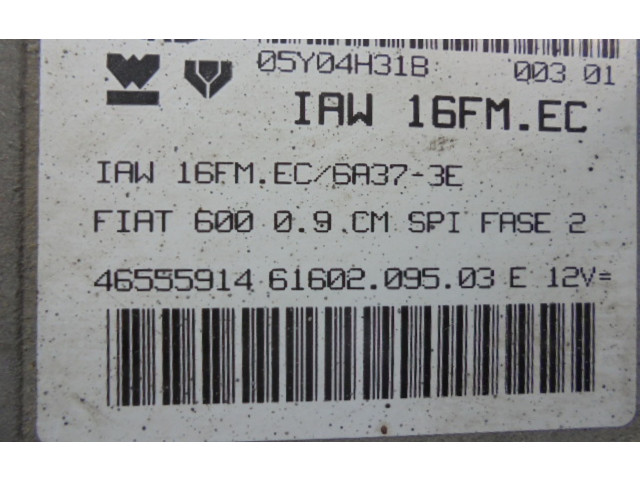 05Y04H31B 003 01
IAW 16FM.EC
IAW 16FM.EC/6A37-3E
FIAT 600 0.9 CM SPI FASE 2
46555914 61602.095.03 E 12V=